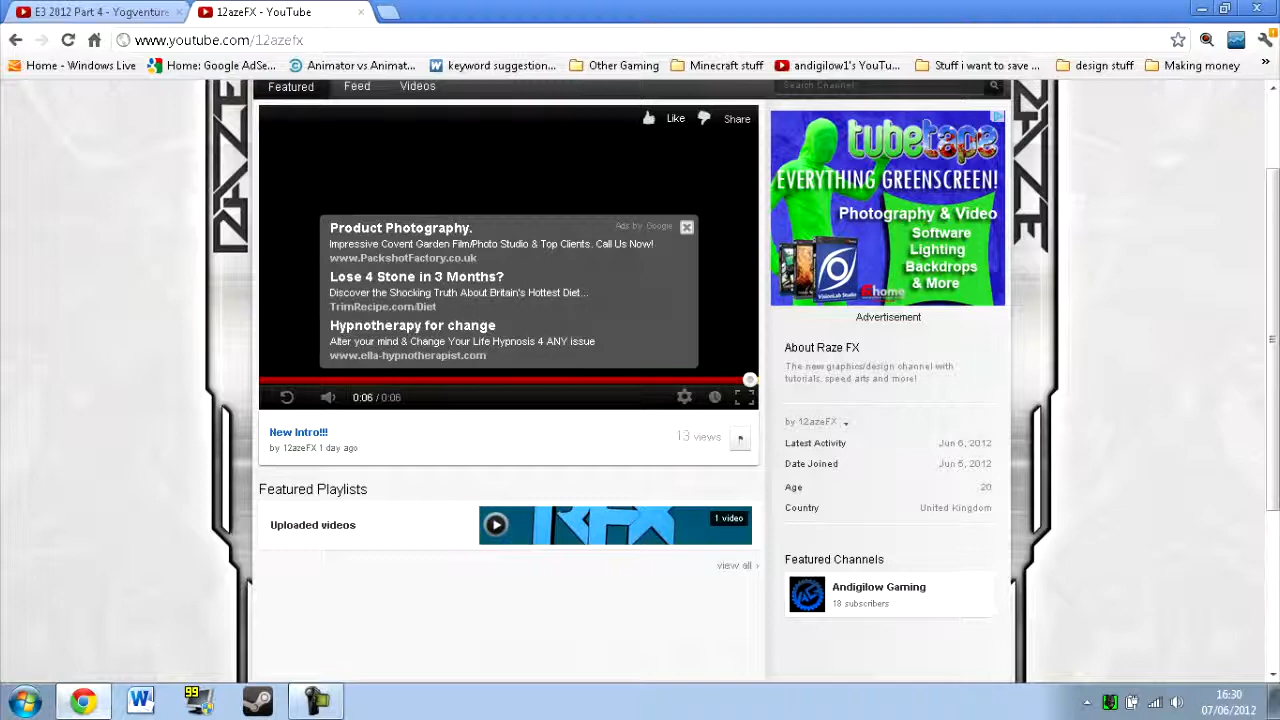 E3 2012 Part 4 - Yogventure
12azeFX - YouTube
www.youtube.com/12azefx
Home - Windows Live
Home: Google AdSe...
Animator vs Animat...
keyword suggestion...
Other Gaming
Minecraft stuff
andigilow1's YouTu...
Stuff i want to save ...
design stuff
Making money
Featured
Feed
Videos
Search Channel
Like
Share
Product Photography.
Ads by Google
Impressive Covent Garden Film/Photo Studio & Top Clients. Call Us Now!
www.PackshotFactory.co.uk
Lose 4 Stone in 3 Months?
Discover the Shocking Truth About Britain's Hottest Diet...
TrimRecipe.com/Diet
Hypnotherapy for change
Alter your mind & Change Your Life Hypnosis 4 ANY issue
www.ella-hypnotherapist.com
0:06 / 0:06
New Intro!!!
by 12azeFX 1 day ago
13 views
Featured Playlists
Uploaded videos
1 video
view all ›
tubetape
EVERYTHING GREENSCREEN!
Photography & Video
Software
Lighting
Backdrops
& More
VisionLab Studio
home
Advertisement
About Raze FX
The new graphics/design channel with
tutorials, speed arts and more!
by 12azeFX
Latest Activity Jun 6, 2012
Date Joined Jun 5, 2012
Age 20
Country United Kingdom
Featured Channels
Andigilow Gaming
18 subscribers
99
16:30
07/06/2012